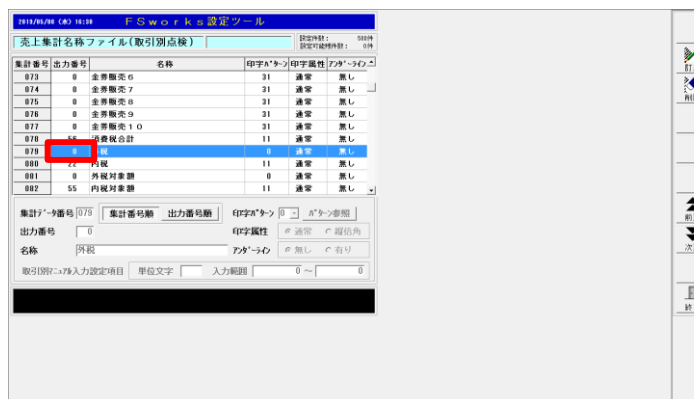 2019/05/08 (水) 16:38 ＦＳｗｏｒｋｓ設定ツール
売上集計名称ファイル(取引別点検)
設定件数： 500件
設定可能残件数： 0件
集計番号 出力番号 名称 印字ﾊﾟﾀｰﾝ 印字属性 ｱﾝﾀﾞｰﾗｲﾝ
073 0 金券販売６ 31 通常 無し
074 0 金券販売７ 31 通常 無し
075 0 金券販売８ 31 通常 無し
076 0 金券販売９ 31 通常 無し
077 0 金券販売１０ 31 通常 無し
078 56 消費税合計 11 通常 無し
079 0 外税 0 通常 無し
080 22 内税 11 通常 無し
081 0 外税対象額 0 通常 無し
082 55 内税対象額 11 通常 無し
集計ﾃﾞｰﾀ番号 079 集計番号順 出力番号順 印字ﾊﾟﾀｰﾝ 0 ﾊﾟﾀｰﾝ参照
出力番号 0 印字属性 通常 縦倍角
名称 外税 ｱﾝﾀﾞｰﾗｲﾝ 無し 有り
取引別ﾏﾆｭｱﾙ入力設定項目 単位文字 入力範囲 0 ～ 0
訂
削
前
次
終